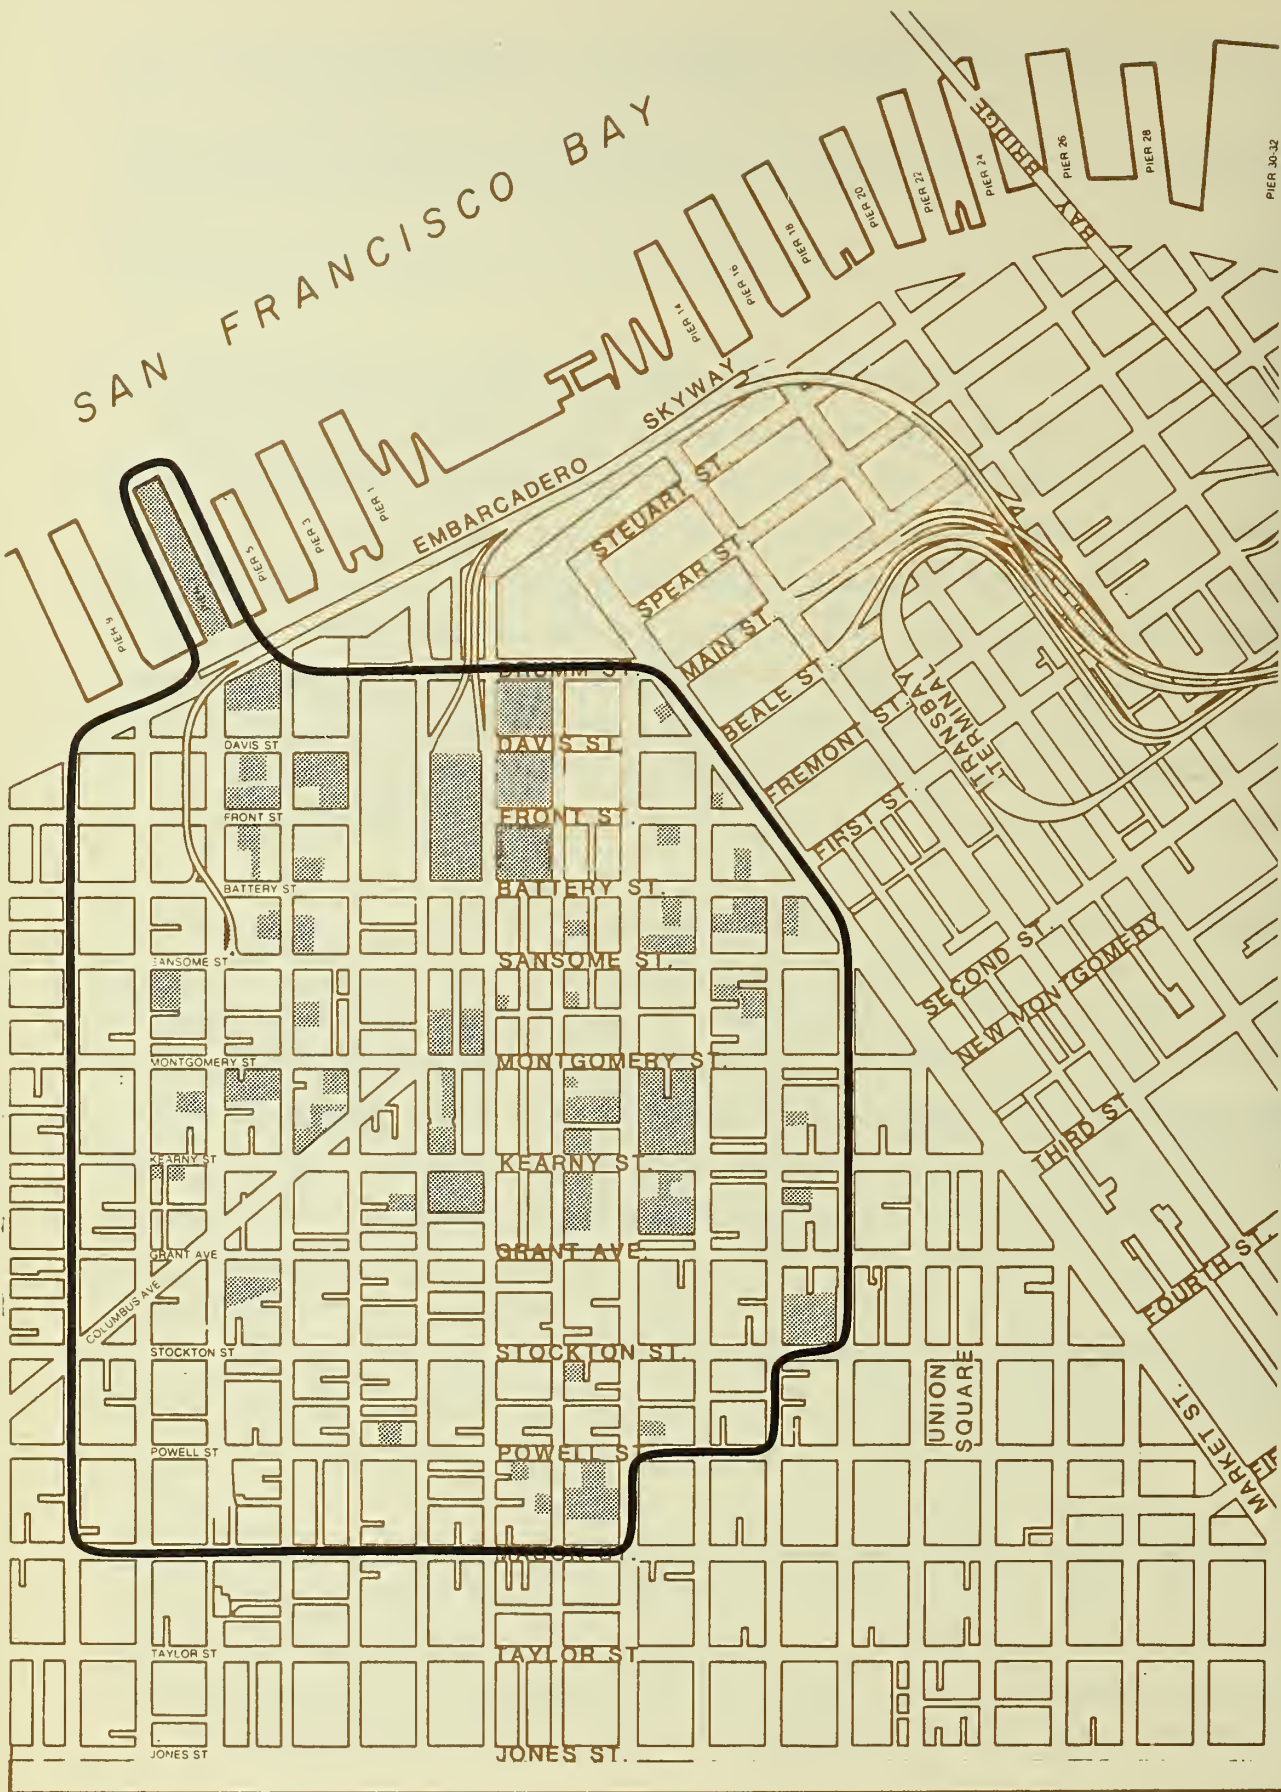 SAN FRANCISCO BAY
BAY BRIDGE
PIER 30-32
PIER 28
PIER 26
PIER 24
PIER 22
PIER 20
PIER 18
PIER 16
PIER 14
PIER 1
PIER 3
PIER 5
PIER 9
EMBARCADERO SKYWAY
STEUART ST.
SPEAR ST.
MAIN ST.
BEALE ST.
FREMONT ST.
FIRST ST.
TRANSBAY
TERMINAL
SECOND ST.
NEW MONTGOMERY
THIRD ST
FOURTH ST.
MARKET ST.
DRUMM ST.
DAVIS ST
DAVIS ST.
FRONT ST
FRONT ST.
BATTERY ST
BATTERY ST.
SANSOME ST.
SANSOME ST.
MONTGOMERY ST
MONTGOMERY ST.
KEARNY ST
KEARNY ST.
GRANT AVE
GRANT AVE.
COLUMBUS AVE
STOCKTON ST
STOCKTON ST.
UNION
SQUARE
POWELL ST
POWELL ST
MASON ST.
TAYLOR ST
TAYLOR ST
JONES ST
JONES ST.